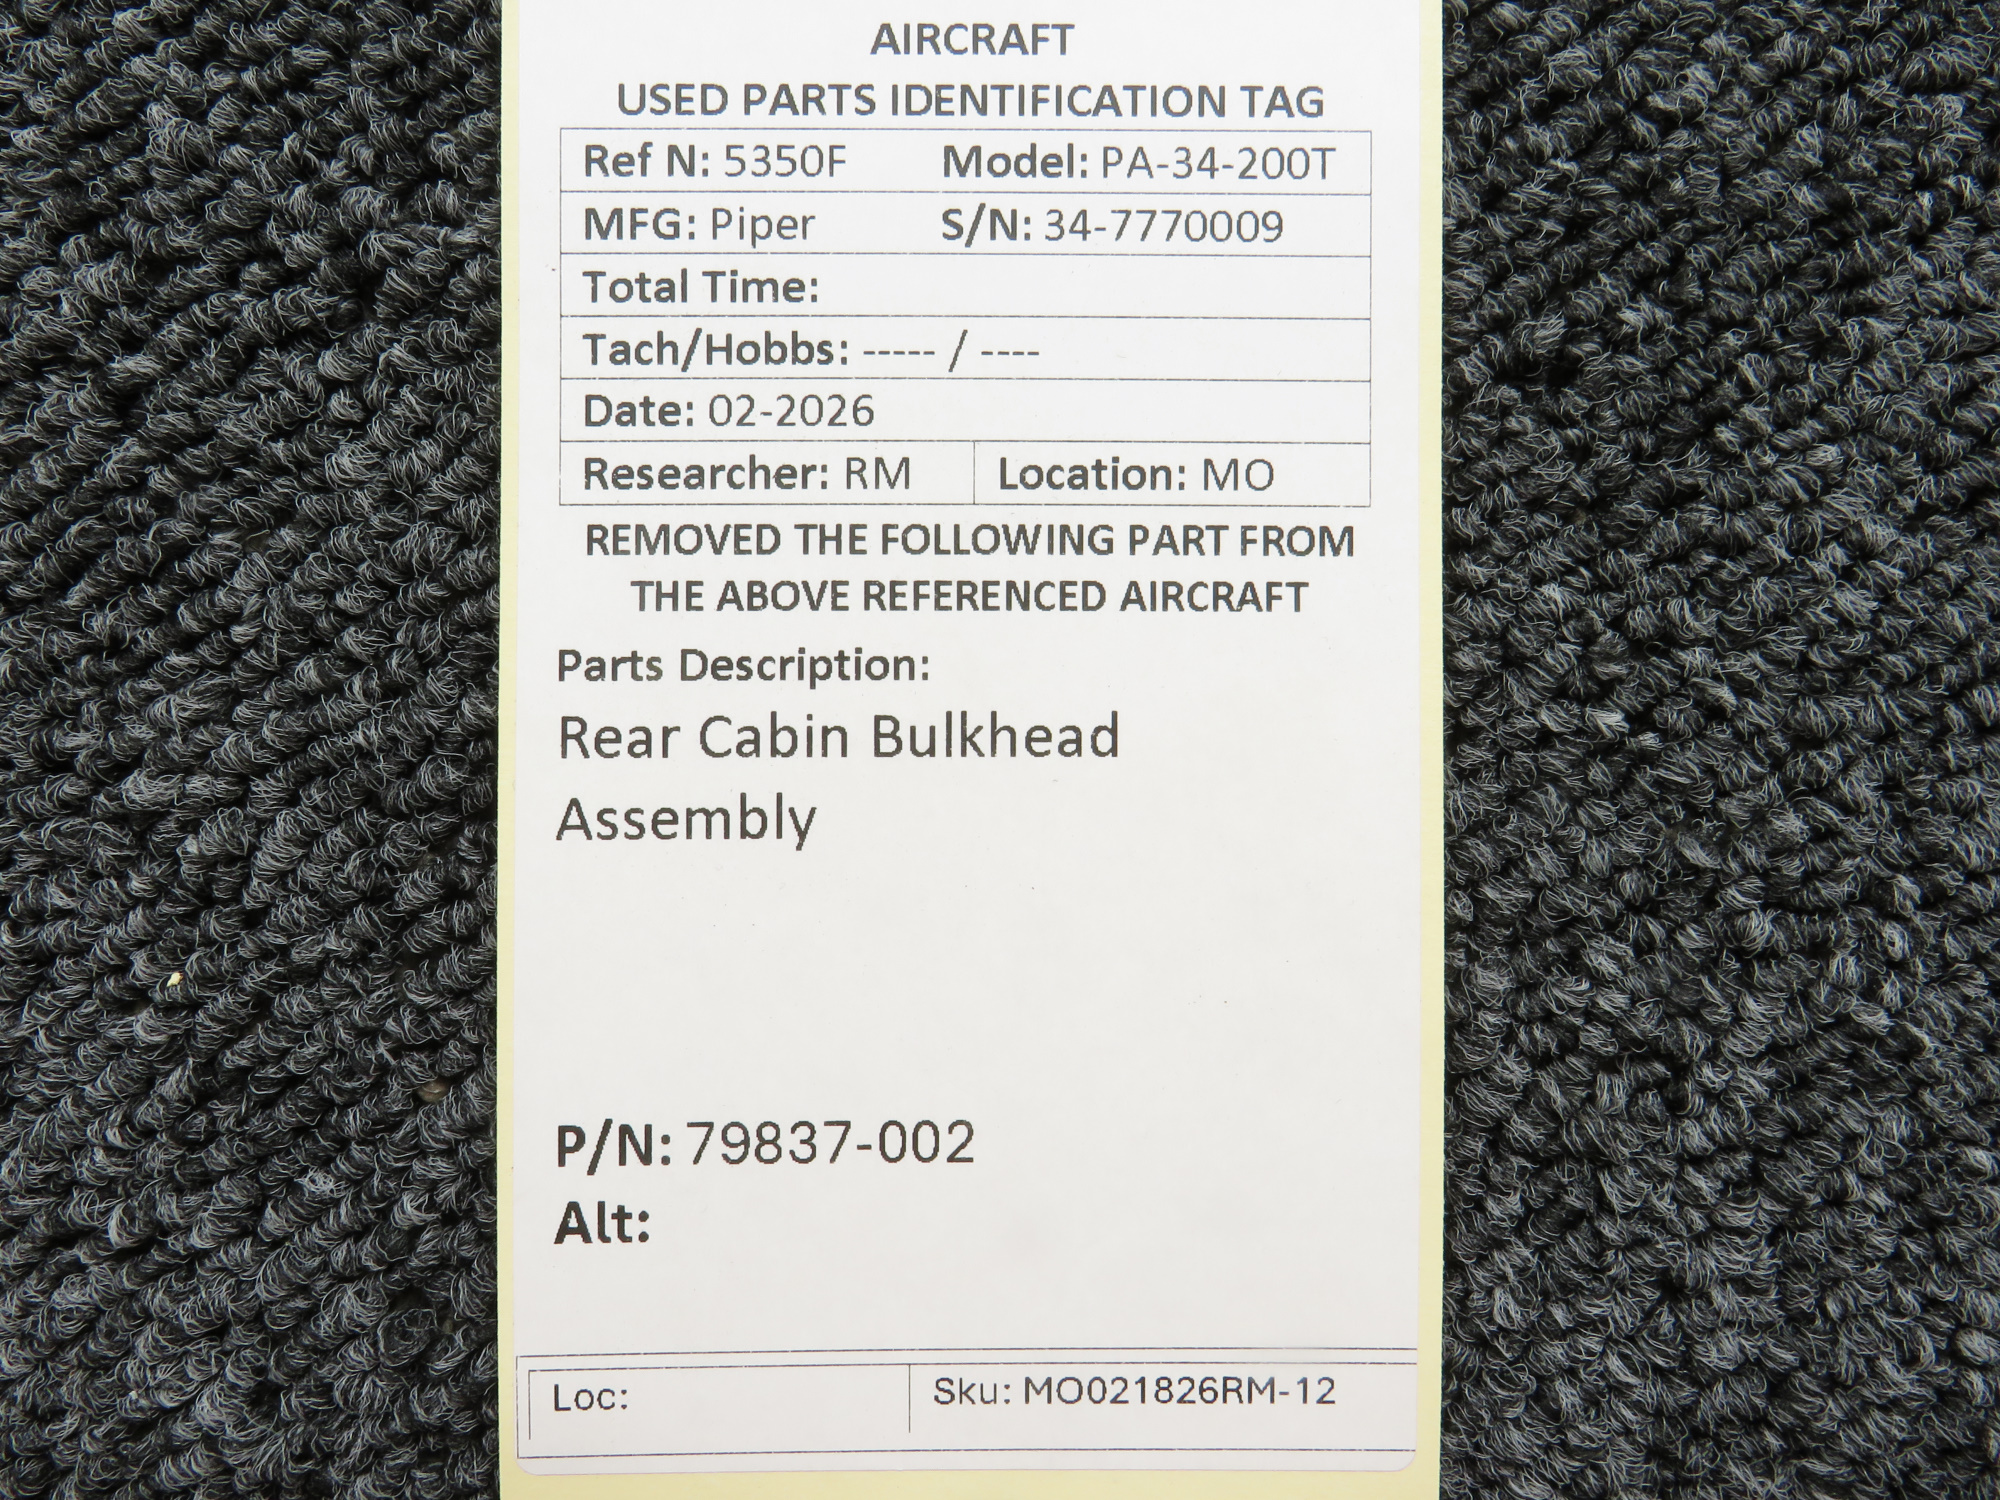 AIRCRAFT
USED PARTS IDENTIFICATION TAG
Ref N: 5350F Model: PA-34-200T
MFG: Piper S/N: 34-7770009
Total Time:
Tach/Hobbs: ----- / ----
Date: 02-2026
Researcher: RM Location: MO
REMOVED THE FOLLOWING PART FROM
THE ABOVE REFERENCED AIRCRAFT
Parts Description:
Rear Cabin Bulkhead
Assembly
P/N: 79837-002
Alt:
Loc: Sku: MO021826RM-12